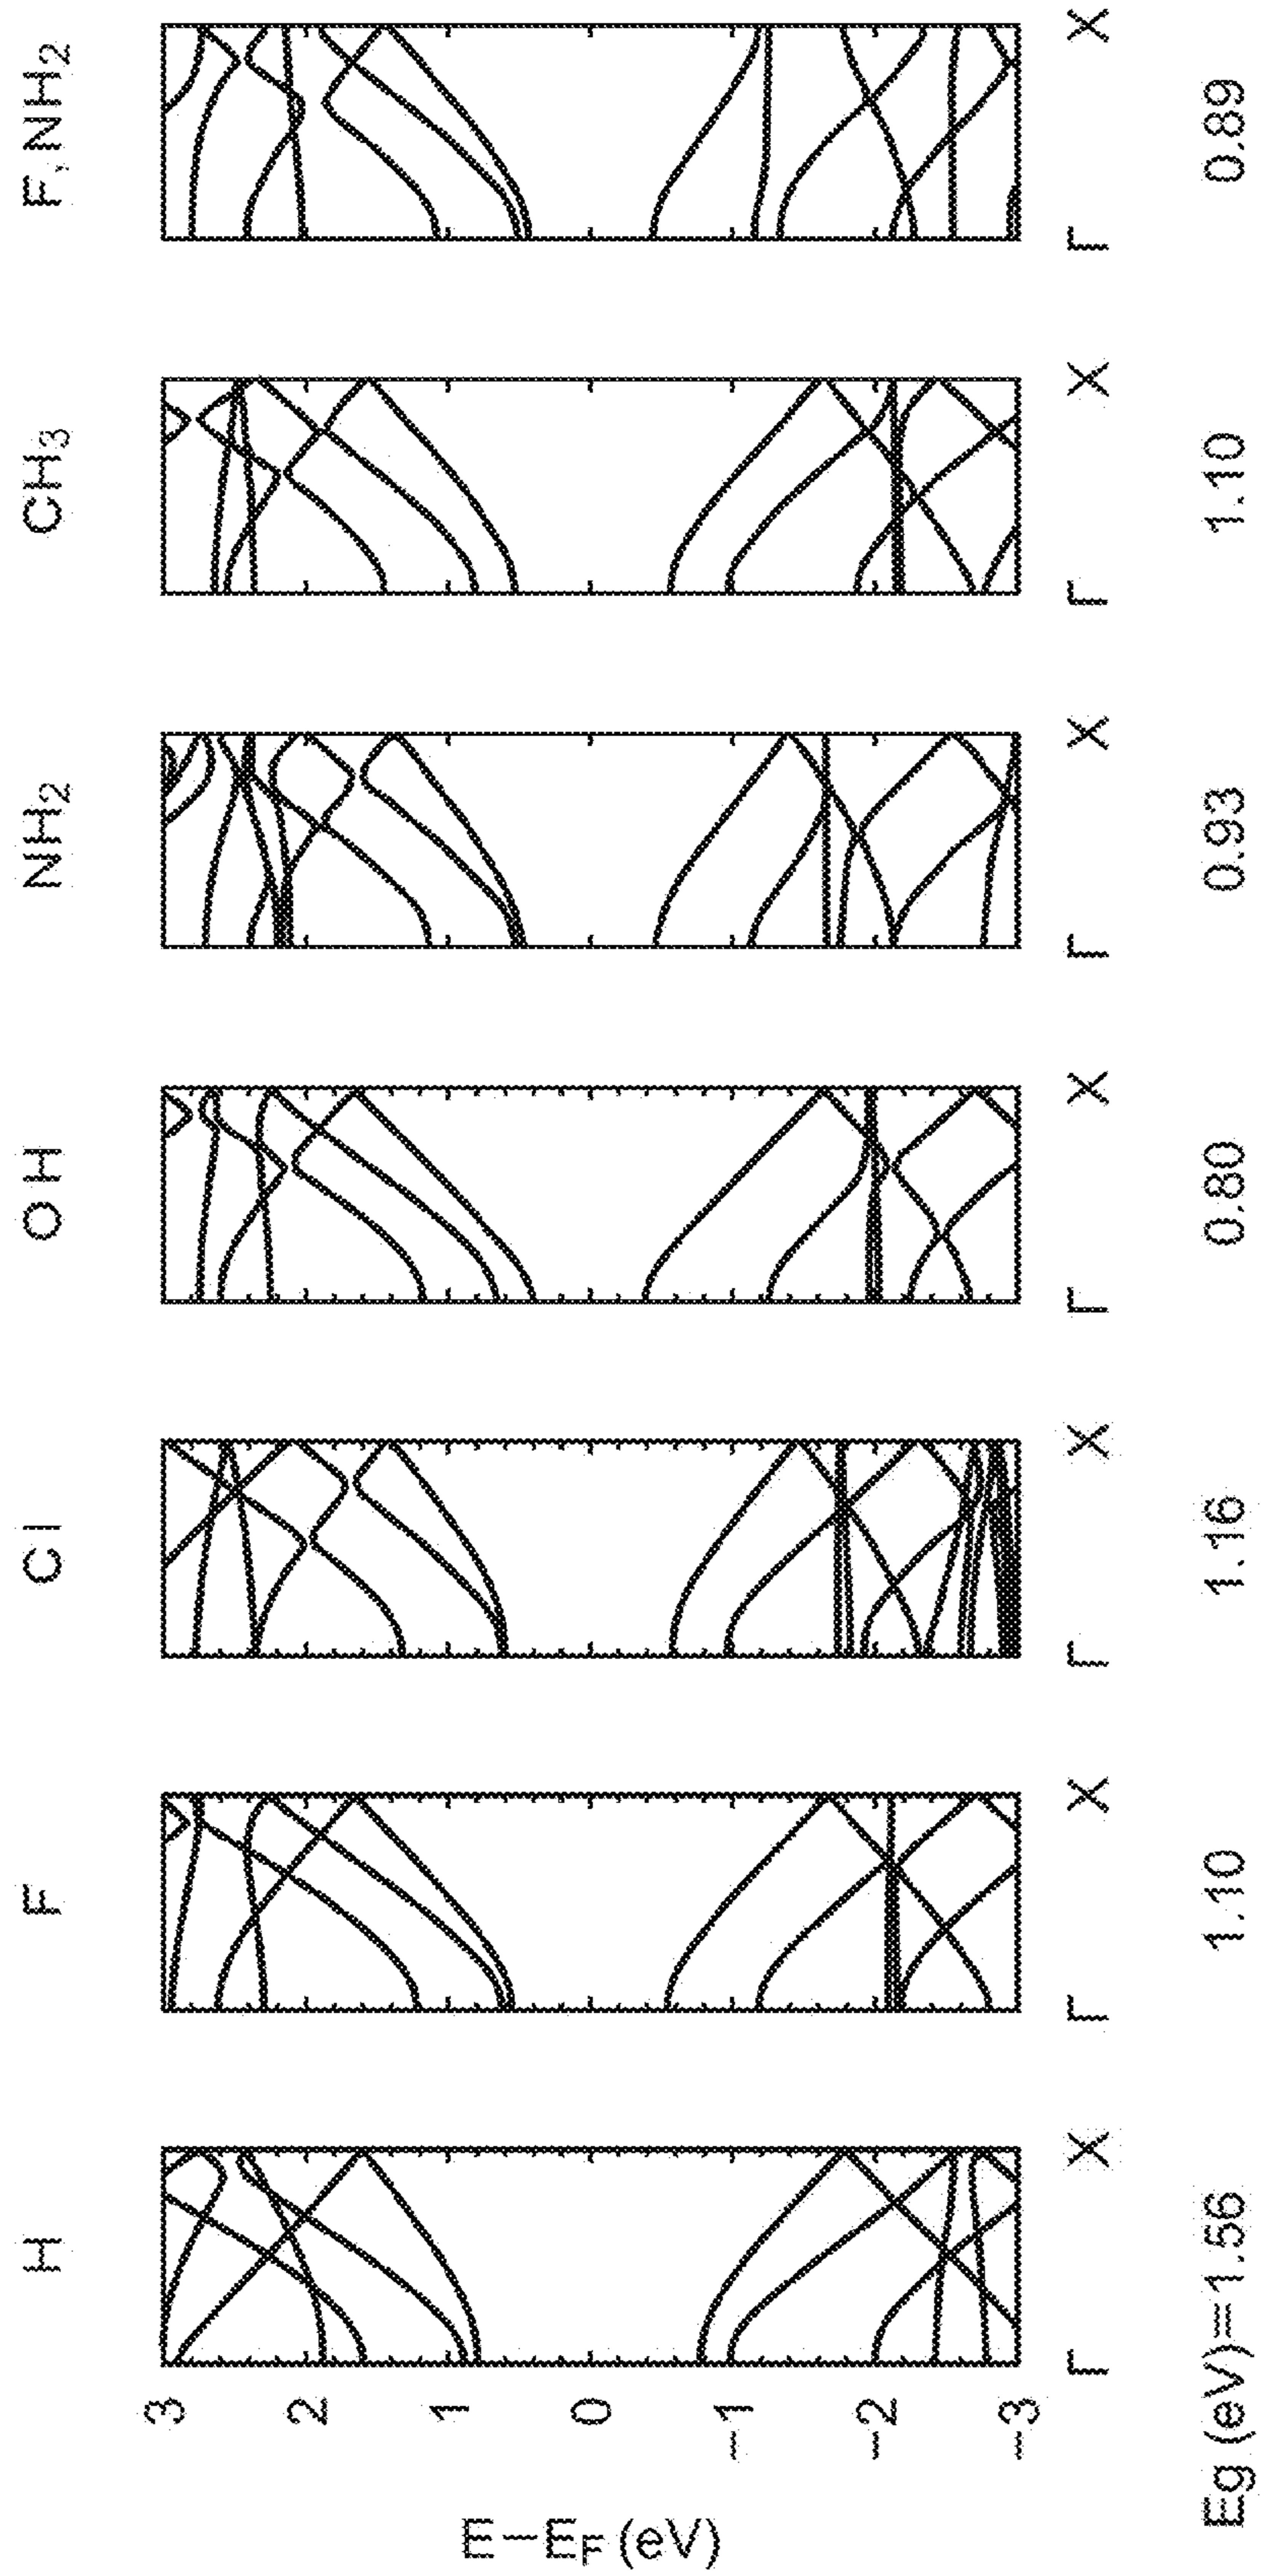 H F Cl OH NH2 CH3 F,NH2
E-EF(eV)
3
2
1
0
-1
-2
-3
Γ X Γ X Γ X Γ X Γ X Γ X Γ X
Eg (eV)=1.56 1.10 1.16 0.80 0.93 1.10 0.89